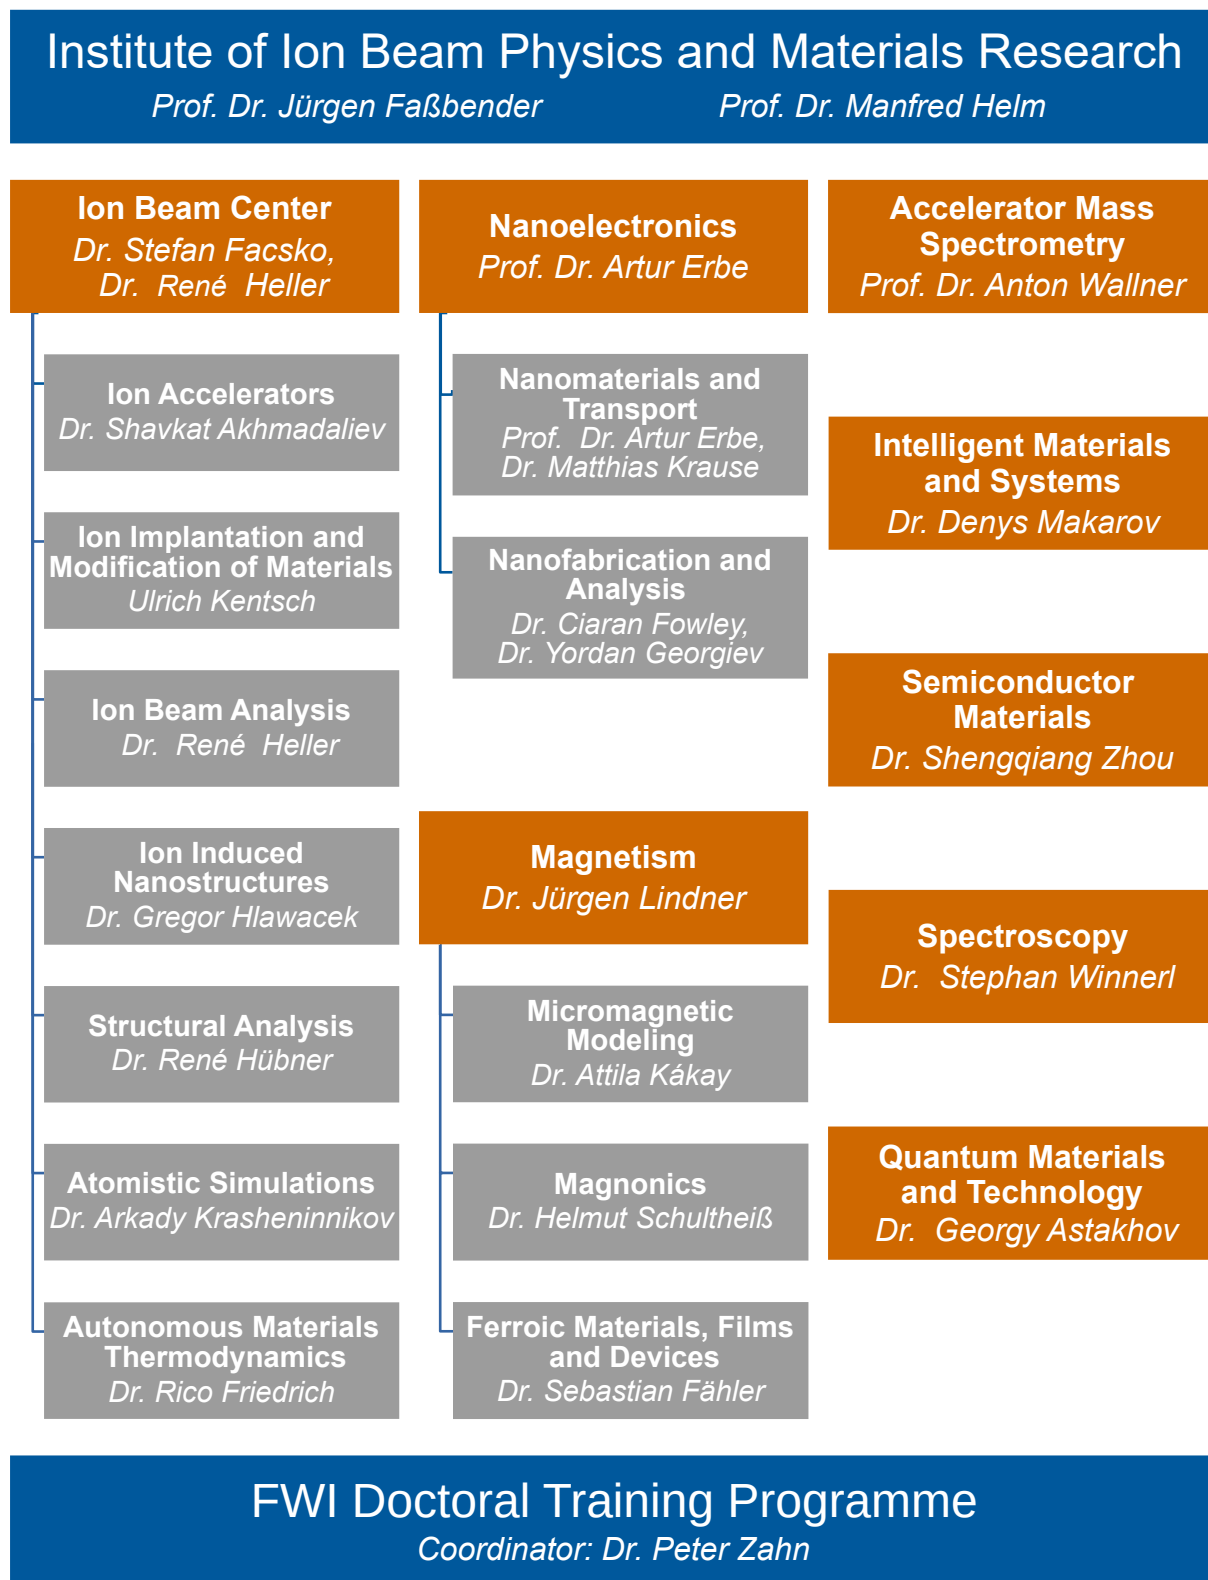 Institute of Ion Beam Physics and Materials Research
Prof. Dr. Jürgen Faßbender
Prof. Dr. Manfred Helm
Ion Beam Center
Dr. Stefan Facsko,
Dr. René Heller
Ion Accelerators
Dr. Shavkat Akhmadaliev
Ion Implantation and
Modification of Materials
Ulrich Kentsch
Ion Beam Analysis
Dr. René Heller
Ion Induced
Nanostructures
Dr. Gregor Hlawacek
Structural Analysis
Dr. René Hübner
Atomistic Simulations
Dr. Arkady Krasheninnikov
Autonomous Materials
Thermodynamics
Dr. Rico Friedrich
Nanoelectronics
Prof. Dr. Artur Erbe
Nanomaterials and
Transport
Prof. Dr. Artur Erbe,
Dr. Matthias Krause
Nanofabrication and
Analysis
Dr. Ciaran Fowley,
Dr. Yordan Georgiev
Magnetism
Dr. Jürgen Lindner
Micromagnetic
Modeling
Dr. Attila Kákay
Magnonics
Dr. Helmut Schultheiß
Ferroic Materials, Films
and Devices
Dr. Sebastian Fähler
Accelerator Mass
Spectrometry
Prof. Dr. Anton Wallner
Intelligent Materials
and Systems
Dr. Denys Makarov
Semiconductor
Materials
Dr. Shengqiang Zhou
Spectroscopy
Dr. Stephan Winnerl
Quantum Materials
and Technology
Dr. Georgy Astakhov
FWI Doctoral Training Programme
Coordinator: Dr. Peter Zahn